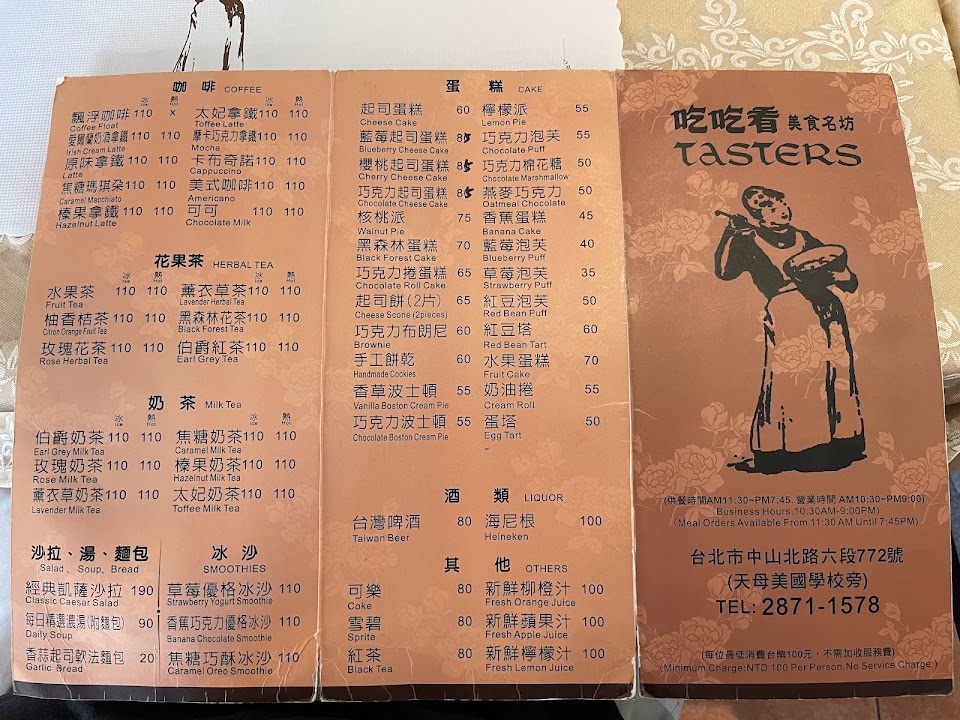 咖 啡 COFFEE
冰 Ice 熱 Hot 冰 Ice 熱 Hot
飄浮咖啡 110 × 太妃拿鐵 110 110
Coffee Float Toffee Latte
愛爾蘭奶酒拿鐵 110 110 摩卡巧克力拿鐵 110 110
Irish Cream Latte Mocha
原味拿鐵 110 110 卡布奇諾 110 110
Latte Cappuccino
焦糖瑪琪朵 110 110 美式咖啡 110 110
Caramel Macchiato Americano
榛果拿鐵 110 110 可可 110 110
Hazelnut Latte Chocolate Milk
花果茶 HERBAL TEA
冰 Ice 熱 Hot 冰 Ice 熱 Hot
水果茶 110 110 薰衣草茶 110 110
Fruit Tea Lavender Herbal Tea
柚香桔茶 110 110 黑森林花茶 110 110
Citron Orange Fruit Tea Black Forest Tea
玫瑰花茶 110 110 伯爵紅茶 110 110
Rose Herbal Tea Earl Grey Tea
奶 茶 Milk Tea
冰 Ice 熱 Hot 冰 Ice 熱 Hot
伯爵奶茶 110 110 焦糖奶茶 110 110
Earl Grey Milk Tea Caramel Milk Tea
玫瑰奶茶 110 110 榛果奶茶 110 110
Rose Milk Tea Hazelnut Milk Tea
薰衣草奶茶 110 110 太妃奶茶 110 110
Lavender Milk Tea Toffee Milk Tea
沙拉、湯、麵包
Salad、Soup、Bread
經典凱薩沙拉 190
Classic Caesar Salad
每日精選濃湯(附麵包) 90
Daily Soup
香蒜起司軟法麵包 20
Garlic Bread
冰 沙
SMOOTHIES
草莓優格冰沙 110
Strawberry Yogurt Smoothie
香蕉巧克力優格冰沙 110
Banana Chocolate Smoothie
焦糖巧酥冰沙 110
Caramel Oreo Smoothie
蛋 糕 CAKE
起司蛋糕 60 檸檬派 55
Cheese Cake Lemon Pie
藍莓起司蛋糕 85 巧克力泡芙 55
Blueberry Cheese Cake Chocolate Puff
櫻桃起司蛋糕 85 巧克力棉花糖 50
Cherry Cheese Cake Chocolate Marshmallow
巧克力起司蛋糕 85 燕麥巧克力 50
Chocolate Cheese Cake Oatmeal Chocolate
核桃派 75 香蕉蛋糕 45
Walnut Pie Banana Cake
黑森林蛋糕 70 藍莓泡芙 40
Black Forest Cake Blueberry Puff
巧克力捲蛋糕 65 草莓泡芙 35
Chocolate Roll Cake Strawberry Puff
起司餅(2片) 65 紅豆泡芙 50
Cheese Scone (2pieces) Red Bean Puff
巧克力布朗尼 60 紅豆塔 60
Brownie Red Bean Tart
手工餅乾 60 水果蛋糕 70
Handmade Cookies Fruit Cake
香草波士頓 55 奶油捲 55
Vanilla Boston Cream Pie Cream Roll
巧克力波士頓 55 蛋塔 50
Chocolate Boston Cream Pie Egg Tart
酒 類 LIQUOR
台灣啤酒 80 海尼根 100
Taiwan Beer Heineken
其 他 OTHERS
可樂 80 新鮮柳橙汁 100
Coke Fresh Orange Juice
雪碧 80 新鮮蘋果汁 100
Sprite Fresh Apple Juice
紅茶 80 新鮮檸檬汁 100
Black Tea Fresh Lemon Juice
吃吃看 美食名坊
TASTERS
(供餐時間AM11:30~PM7:45. 營業時間 AM10:30~PM9:00)
(Business Hours:10:30AM-9:00PM)
(Meal Orders Available From 11:30 AM Until 7:45PM)
台北市中山北路六段772號
(天母美國學校旁)
TEL: 2871-1578
(每位最低消費台幣100元,不需加收服務費)
(Minimum Charge:NTD 100 Per Person.No Service Charge.)